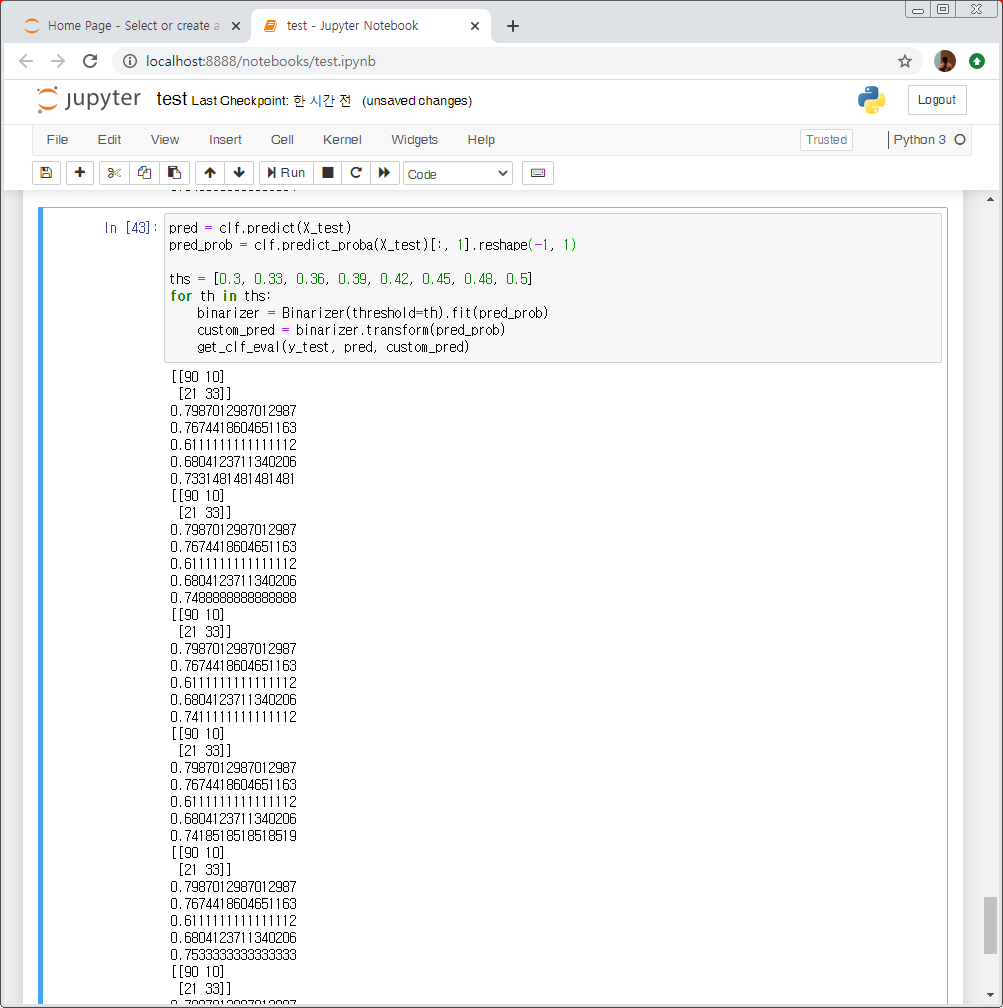 Home Page - Select or create a
test - Jupyter Notebook
localhost:8888/notebooks/test.ipynb
jupyter test Last Checkpoint: 한 시간 전 (unsaved changes)
Logout
File Edit View Insert Cell Kernel Widgets Help
Trusted
Python 3
Run
Code
In [43]:
pred = clf.predict(X_test)
pred_prob = clf.predict_proba(X_test)[:, 1].reshape(-1, 1)
ths = [0.3, 0.33, 0.36, 0.39, 0.42, 0.45, 0.48, 0.5]
for th in ths:
binarizer = Binarizer(threshold=th).fit(pred_prob)
custom_pred = binarizer.transform(pred_prob)
get_clf_eval(y_test, pred, custom_pred)
[[90 10]
[21 33]]
0.7987012987012987
0.7674418604651163
0.6111111111111112
0.6804123711340206
0.7331481481481481
[[90 10]
[21 33]]
0.7987012987012987
0.7674418604651163
0.6111111111111112
0.6804123711340206
0.7488888888888888
[[90 10]
[21 33]]
0.7987012987012987
0.7674418604651163
0.6111111111111112
0.6804123711340206
0.7411111111111112
[[90 10]
[21 33]]
0.7987012987012987
0.7674418604651163
0.6111111111111112
0.6804123711340206
0.7418518518518519
[[90 10]
[21 33]]
0.7987012987012987
0.7674418604651163
0.6111111111111112
0.6804123711340206
0.7533333333333333
[[90 10]
[21 33]]